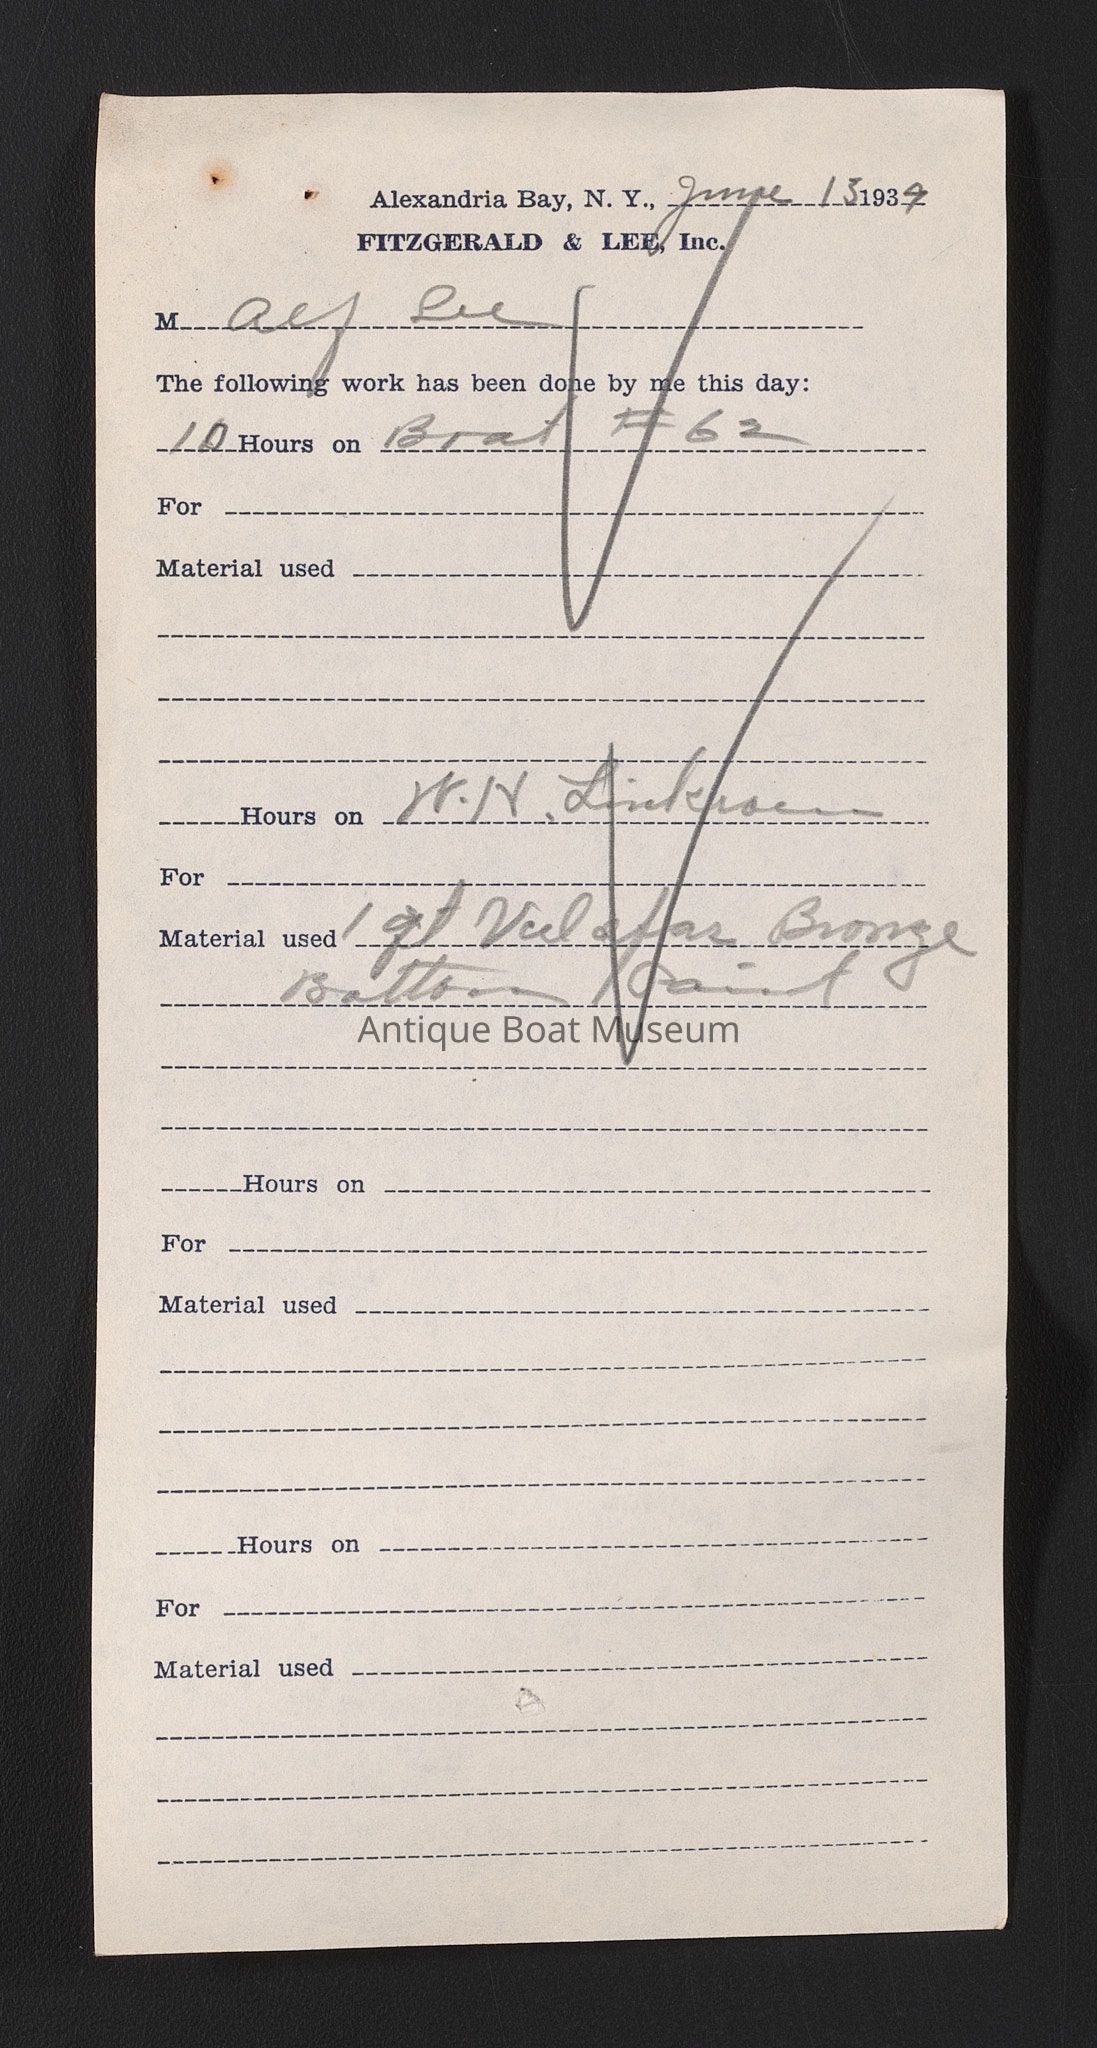 Alexandria Bay, N. Y., June 13 1934
FITZGERALD & LEE, Inc.
M Alf Lee
The following work has been done by me this day:
10 Hours on Boat #62
For
Material used
Hours on W. H.
For
Material used 1 qt Bronze
Bottom Paint
Antique Boat Museum
Hours on
For
Material used
Hours on
For
Material used